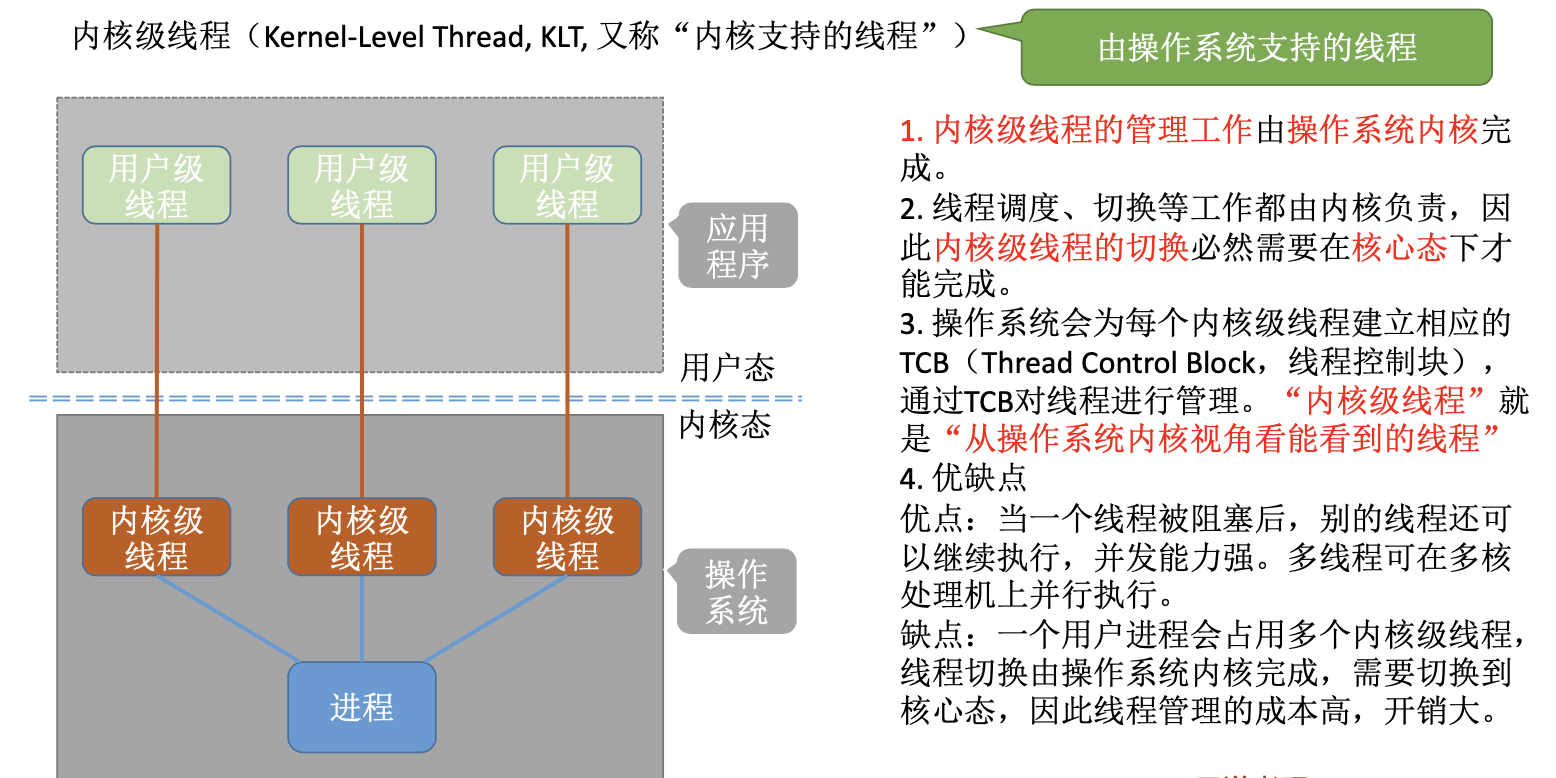 内核级线程（Kernel-Level Thread, KLT, 又称“内核支持的线程”）
由操作系统支持的线程
用户级
线程
用户级
线程
用户级
线程
应用
程序
用户态
内核态
内核级
线程
内核级
线程
内核级
线程
操作
系统
进程
1. 内核级线程的管理工作由操作系统内核完
成。
2. 线程调度、切换等工作都由内核负责，因
此内核级线程的切换必然需要在核心态下才
能完成。
3. 操作系统会为每个内核级线程建立相应的
TCB（Thread Control Block，线程控制块），
通过TCB对线程进行管理。“内核级线程”就
是“从操作系统内核视角看能看到的线程”
4. 优缺点
优点：当一个线程被阻塞后，别的线程还可
以继续执行，并发能力强。多线程可在多核
处理机上并行执行。
缺点：一个用户进程会占用多个内核级线程，
线程切换由操作系统内核完成，需要切换到
核心态，因此线程管理的成本高，开销大。